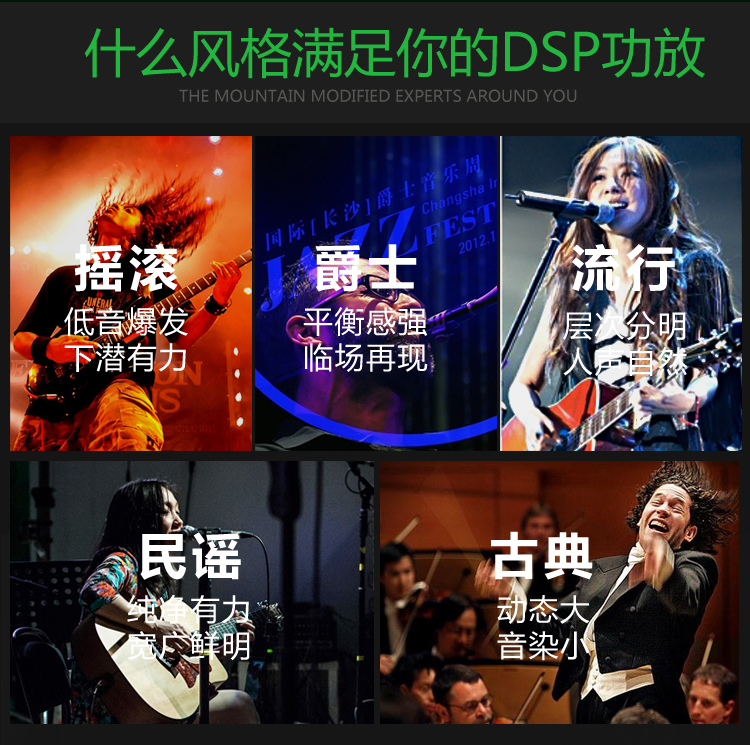 什么风格满足你的DSP功放
THE MOUNTAIN MODIFIED EXPERTS AROUND YOU
摇滚
低音爆发
下潜有力
FUNERAL
爵士
平衡感强
临场再现
国际[长沙]爵士音乐周
Changsha In
JAZZ FEST
2012.1
流行
层次分明
人声自然
民谣
纯净有力
宽广鲜明
古典
动态大
音染小